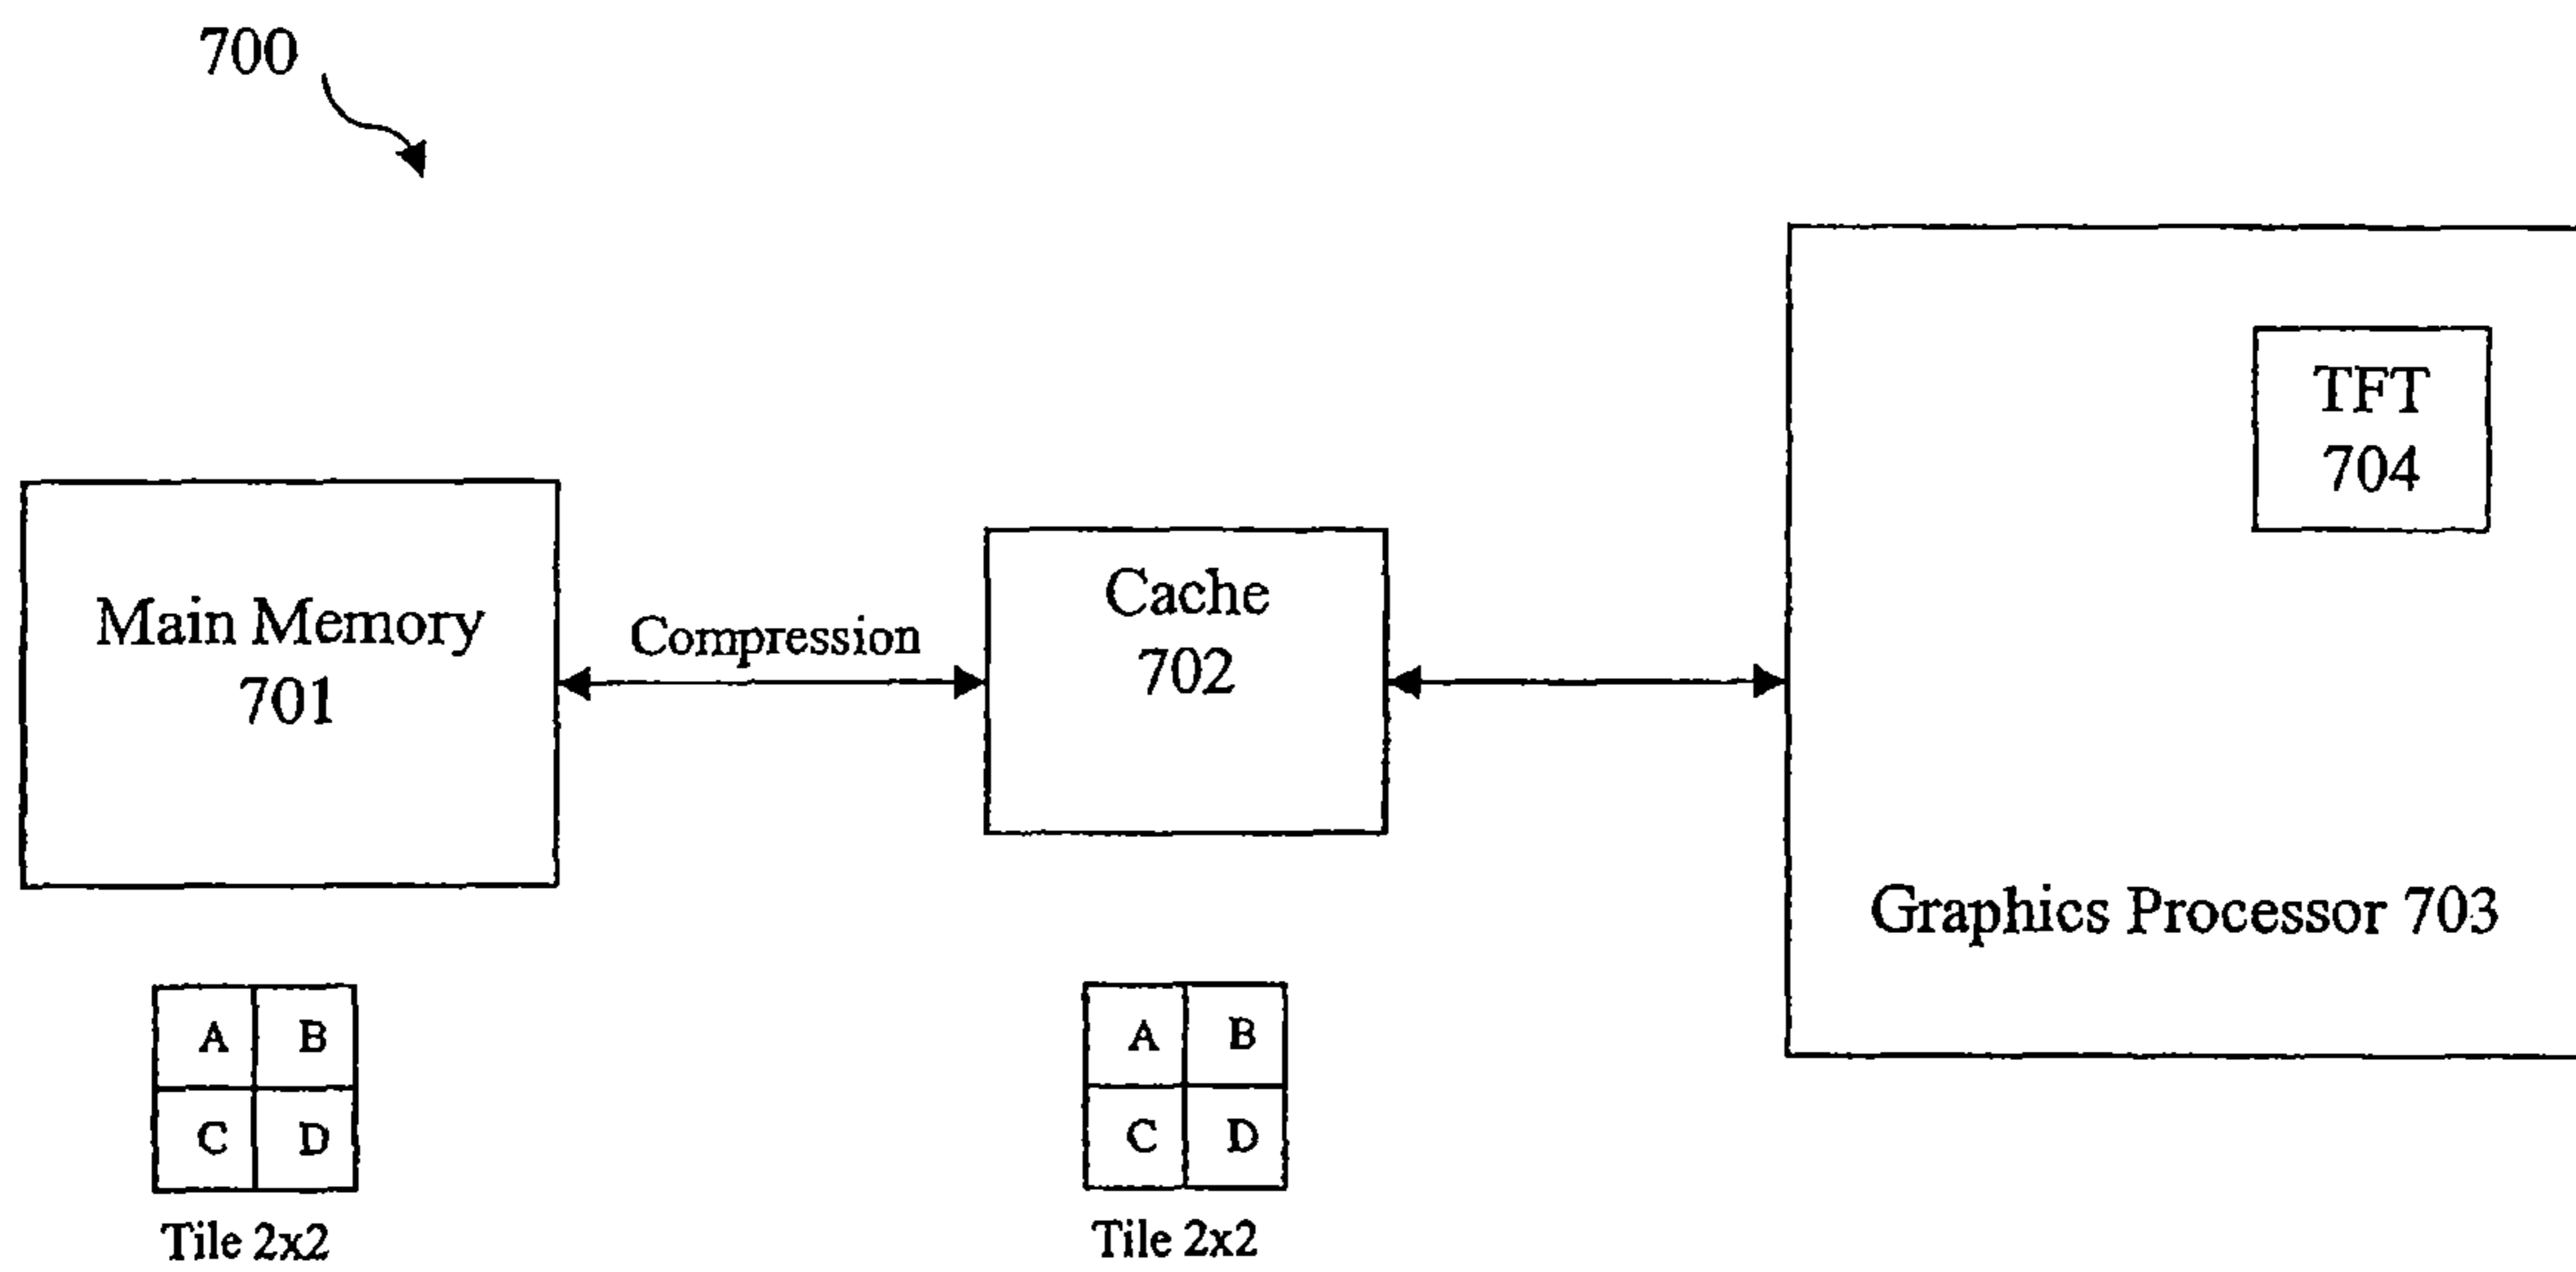 700
TFT
704
Main Memory
701
Compression
Cache
702
Graphics Processor 703
A B
C D
Tile 2x2
A B
C D
Tile 2x2